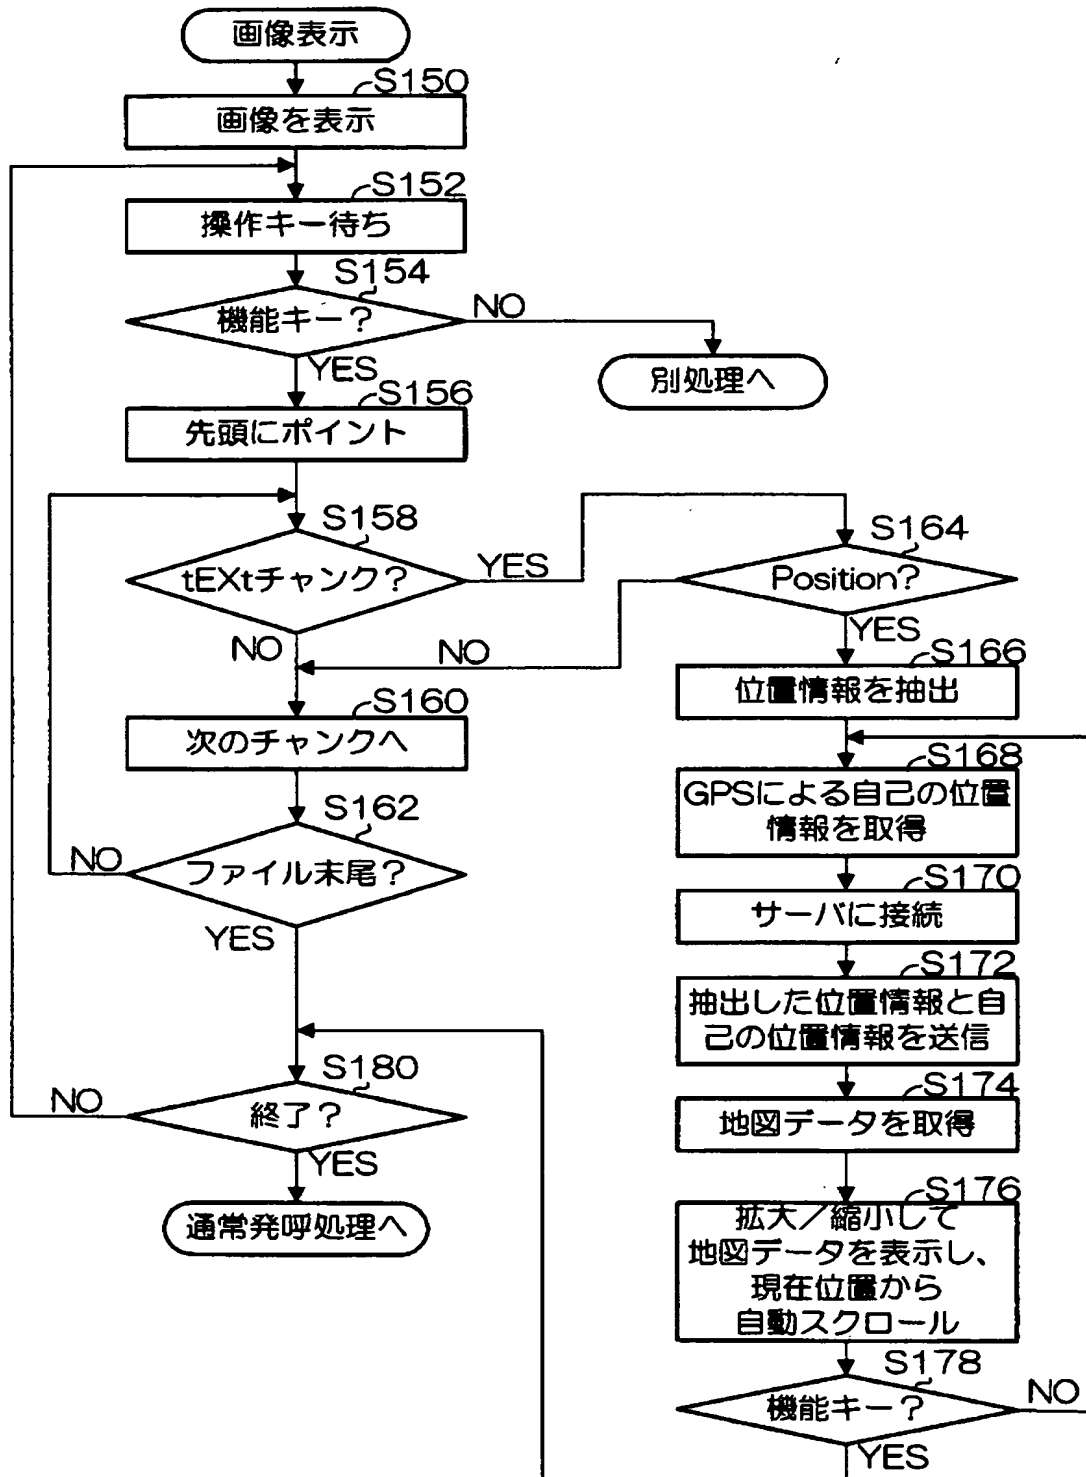 画像表示
S150
画像を表示
S152
操作キー待ち
S154
機能キー?
NO
YES
別処理へ
S156
先頭にポイント
S158
tEXtチャンク?
YES
NO
S164
Position?
NO
YES
S160
次のチャンクへ
S162
ファイル末尾?
NO
YES
S166
位置情報を抽出
S168
GPSによる自己の位置
情報を取得
S170
サーバに接続
S172
抽出した位置情報と自
己の位置情報を送信
S174
地図データを取得
S176
拡大/縮小して
地図データを表示し、
現在位置から
自動スクロール
S178
機能キー?
NO
YES
S180
終了?
NO
YES
通常発呼処理へ